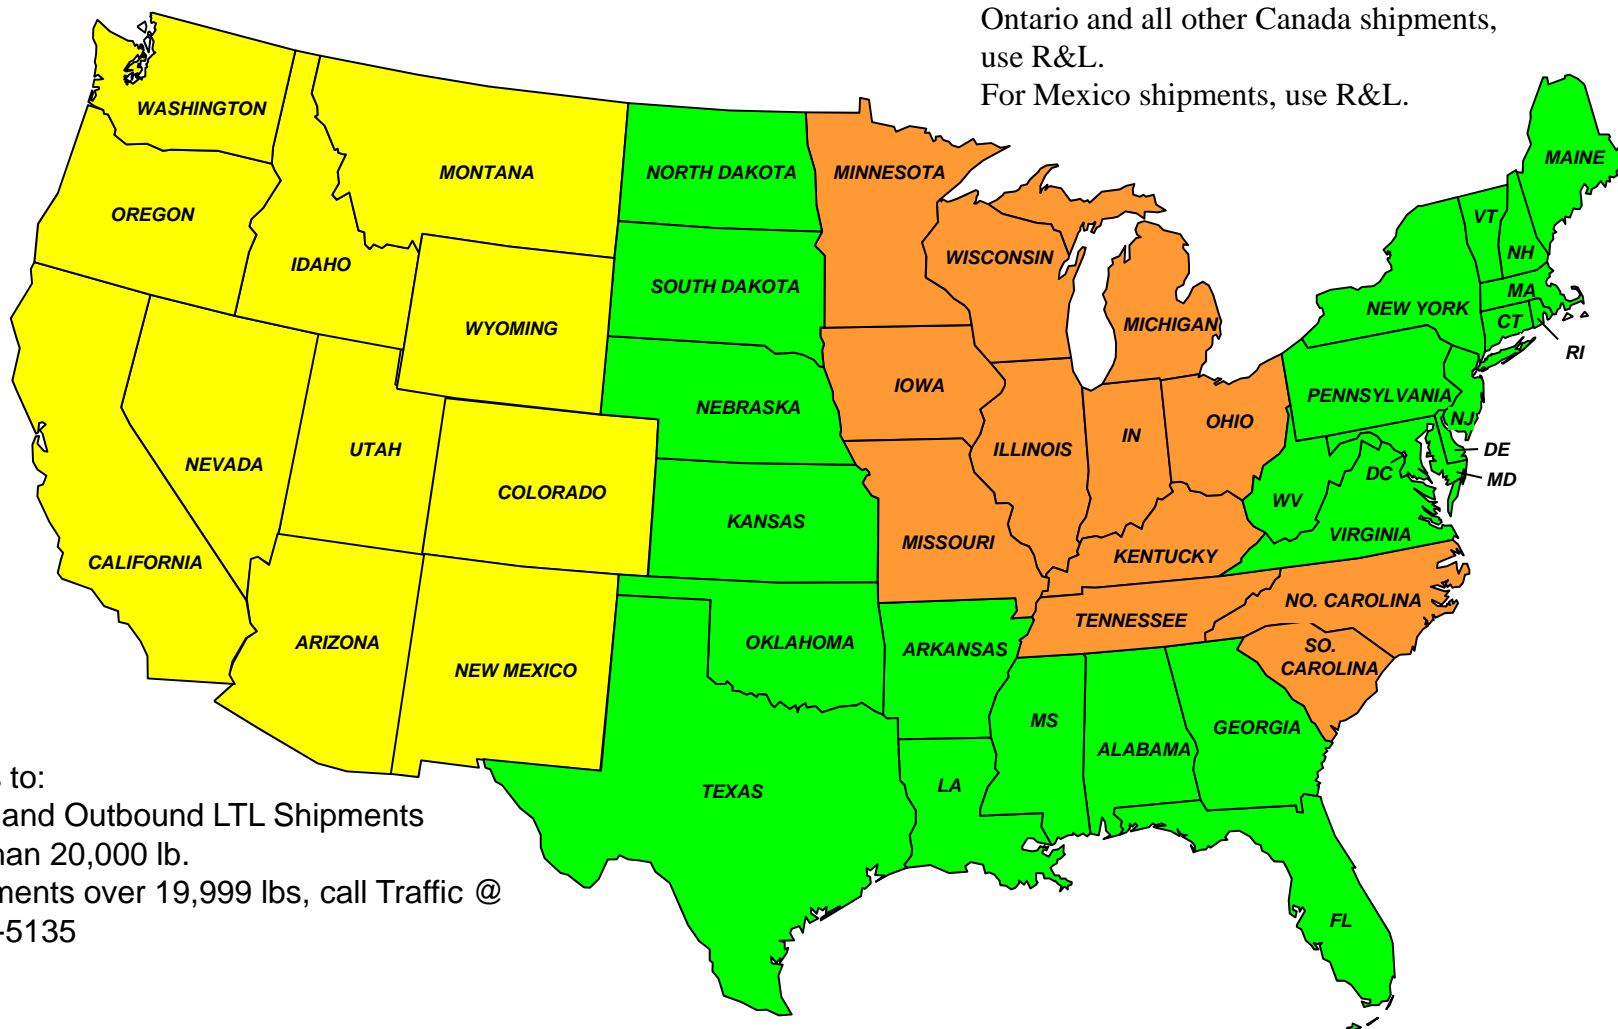 Ontario and all other Canada shipments,
use R&L.
For Mexico shipments, use R&L.
WASHINGTON
MONTANA
NORTH DAKOTA
MINNESOTA
MAINE
OREGON
IDAHO
WISCONSIN
VT
NH
SOUTH DAKOTA
MA
NEW YORK
WYOMING
MICHIGAN
CT
RI
IOWA
NEBRASKA
PENNSYLVANIA
NJ
OHIO
IN
UTAH
NEVADA
ILLINOIS
DE
DC
MD
COLORADO
WV
KANSAS
VIRGINIA
MISSOURI
KENTUCKY
CALIFORNIA
NO. CAROLINA
TENNESSEE
ARIZONA
OKLAHOMA
ARKANSAS
SO.
CAROLINA
NEW MEXICO
MS
GEORGIA
ALABAMA
TEXAS
LA
FL
to:
and Outbound LTL Shipments
han 20,000 lb.
ments over 19,999 lbs, call Traffic @
-5135